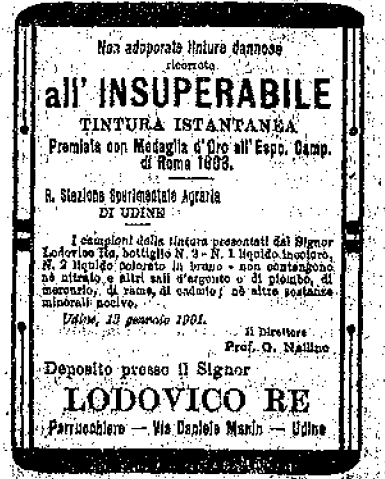 Non adoperate tinture dannose
ricorrete
all' INSUPERABILE
TINTURA ISTANTANEA
Premiata con Medaglia d'Oro all'Espo. Camp.
di Roma 1903.
R. Stazione Sperimentale Agraria
DI UDINE
I campioni della tintura presentati dal Signor
Lodovico Re, bottiglie N. 2 - N. 1 liquido incoloro,
N. 2 liquido colorato in bruno - non contengono
nè nitrato e altri sali d'argento o di piombo, di
mercurio, di rame, di cadmio; nè altre sostanze
minerali nocive.
Udine, 13 gennaio 1901.
Il Direttore
Prof. G. Nallino
Deposito presso il Signor
LODOVICO RE
Parrucchiere — Via Daniele Manin — Udine